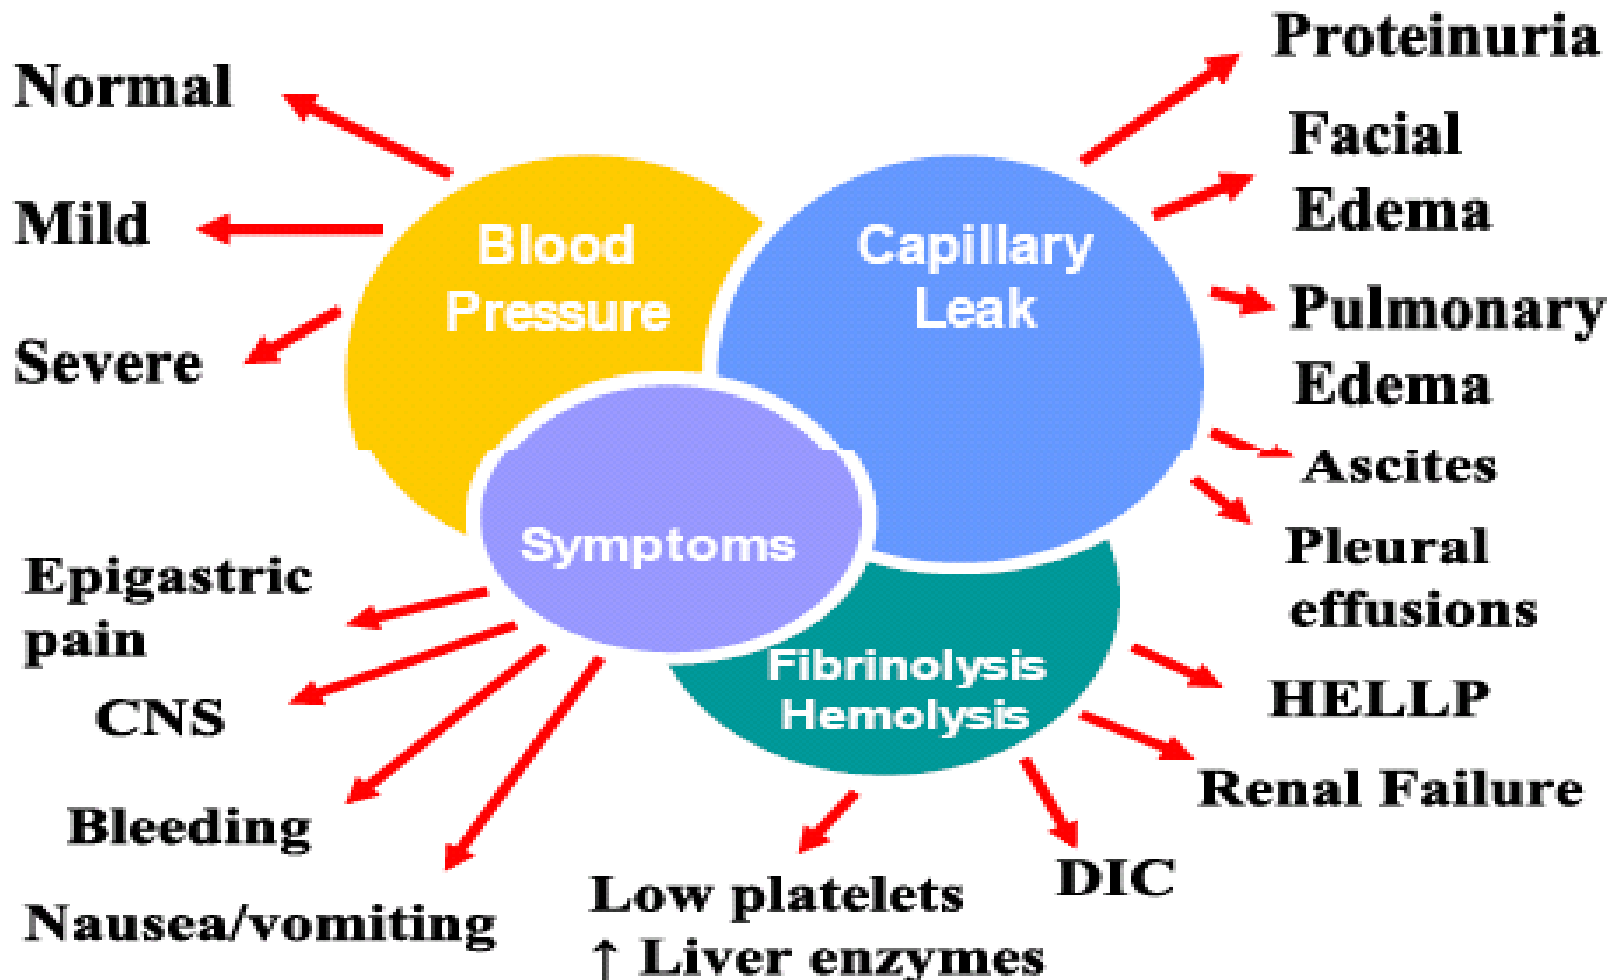 Normal
Mild
Severe
Blood
Pressure
Capillary
Leak
Proteinuria
Facial
Edema
Pulmonary
Edema
Ascites
Pleural
effusions
Symptoms
Epigastric
pain
CNS
Bleeding
Nausea/vomiting
Fibrinolysis
Hemolysis
HELLP
Renal Failure
DIC
Low platelets
↑ Liver enzymes